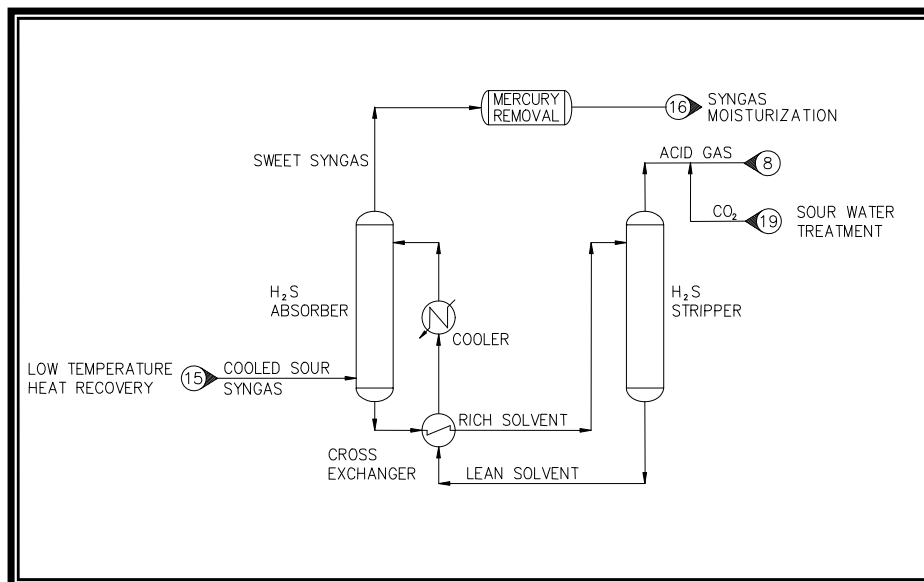 MERCURY
REMOVAL
16
SYNGAS
MOISTURIZATION
SWEET SYNGAS
ACID GAS
8
CO₂
19
SOUR WATER
TREATMENT
H₂S
ABSORBER
H₂S
STRIPPER
COOLER
LOW TEMPERATURE
HEAT RECOVERY
15
COOLED SOUR
SYNGAS
RICH SOLVENT
CROSS
EXCHANGER
LEAN SOLVENT